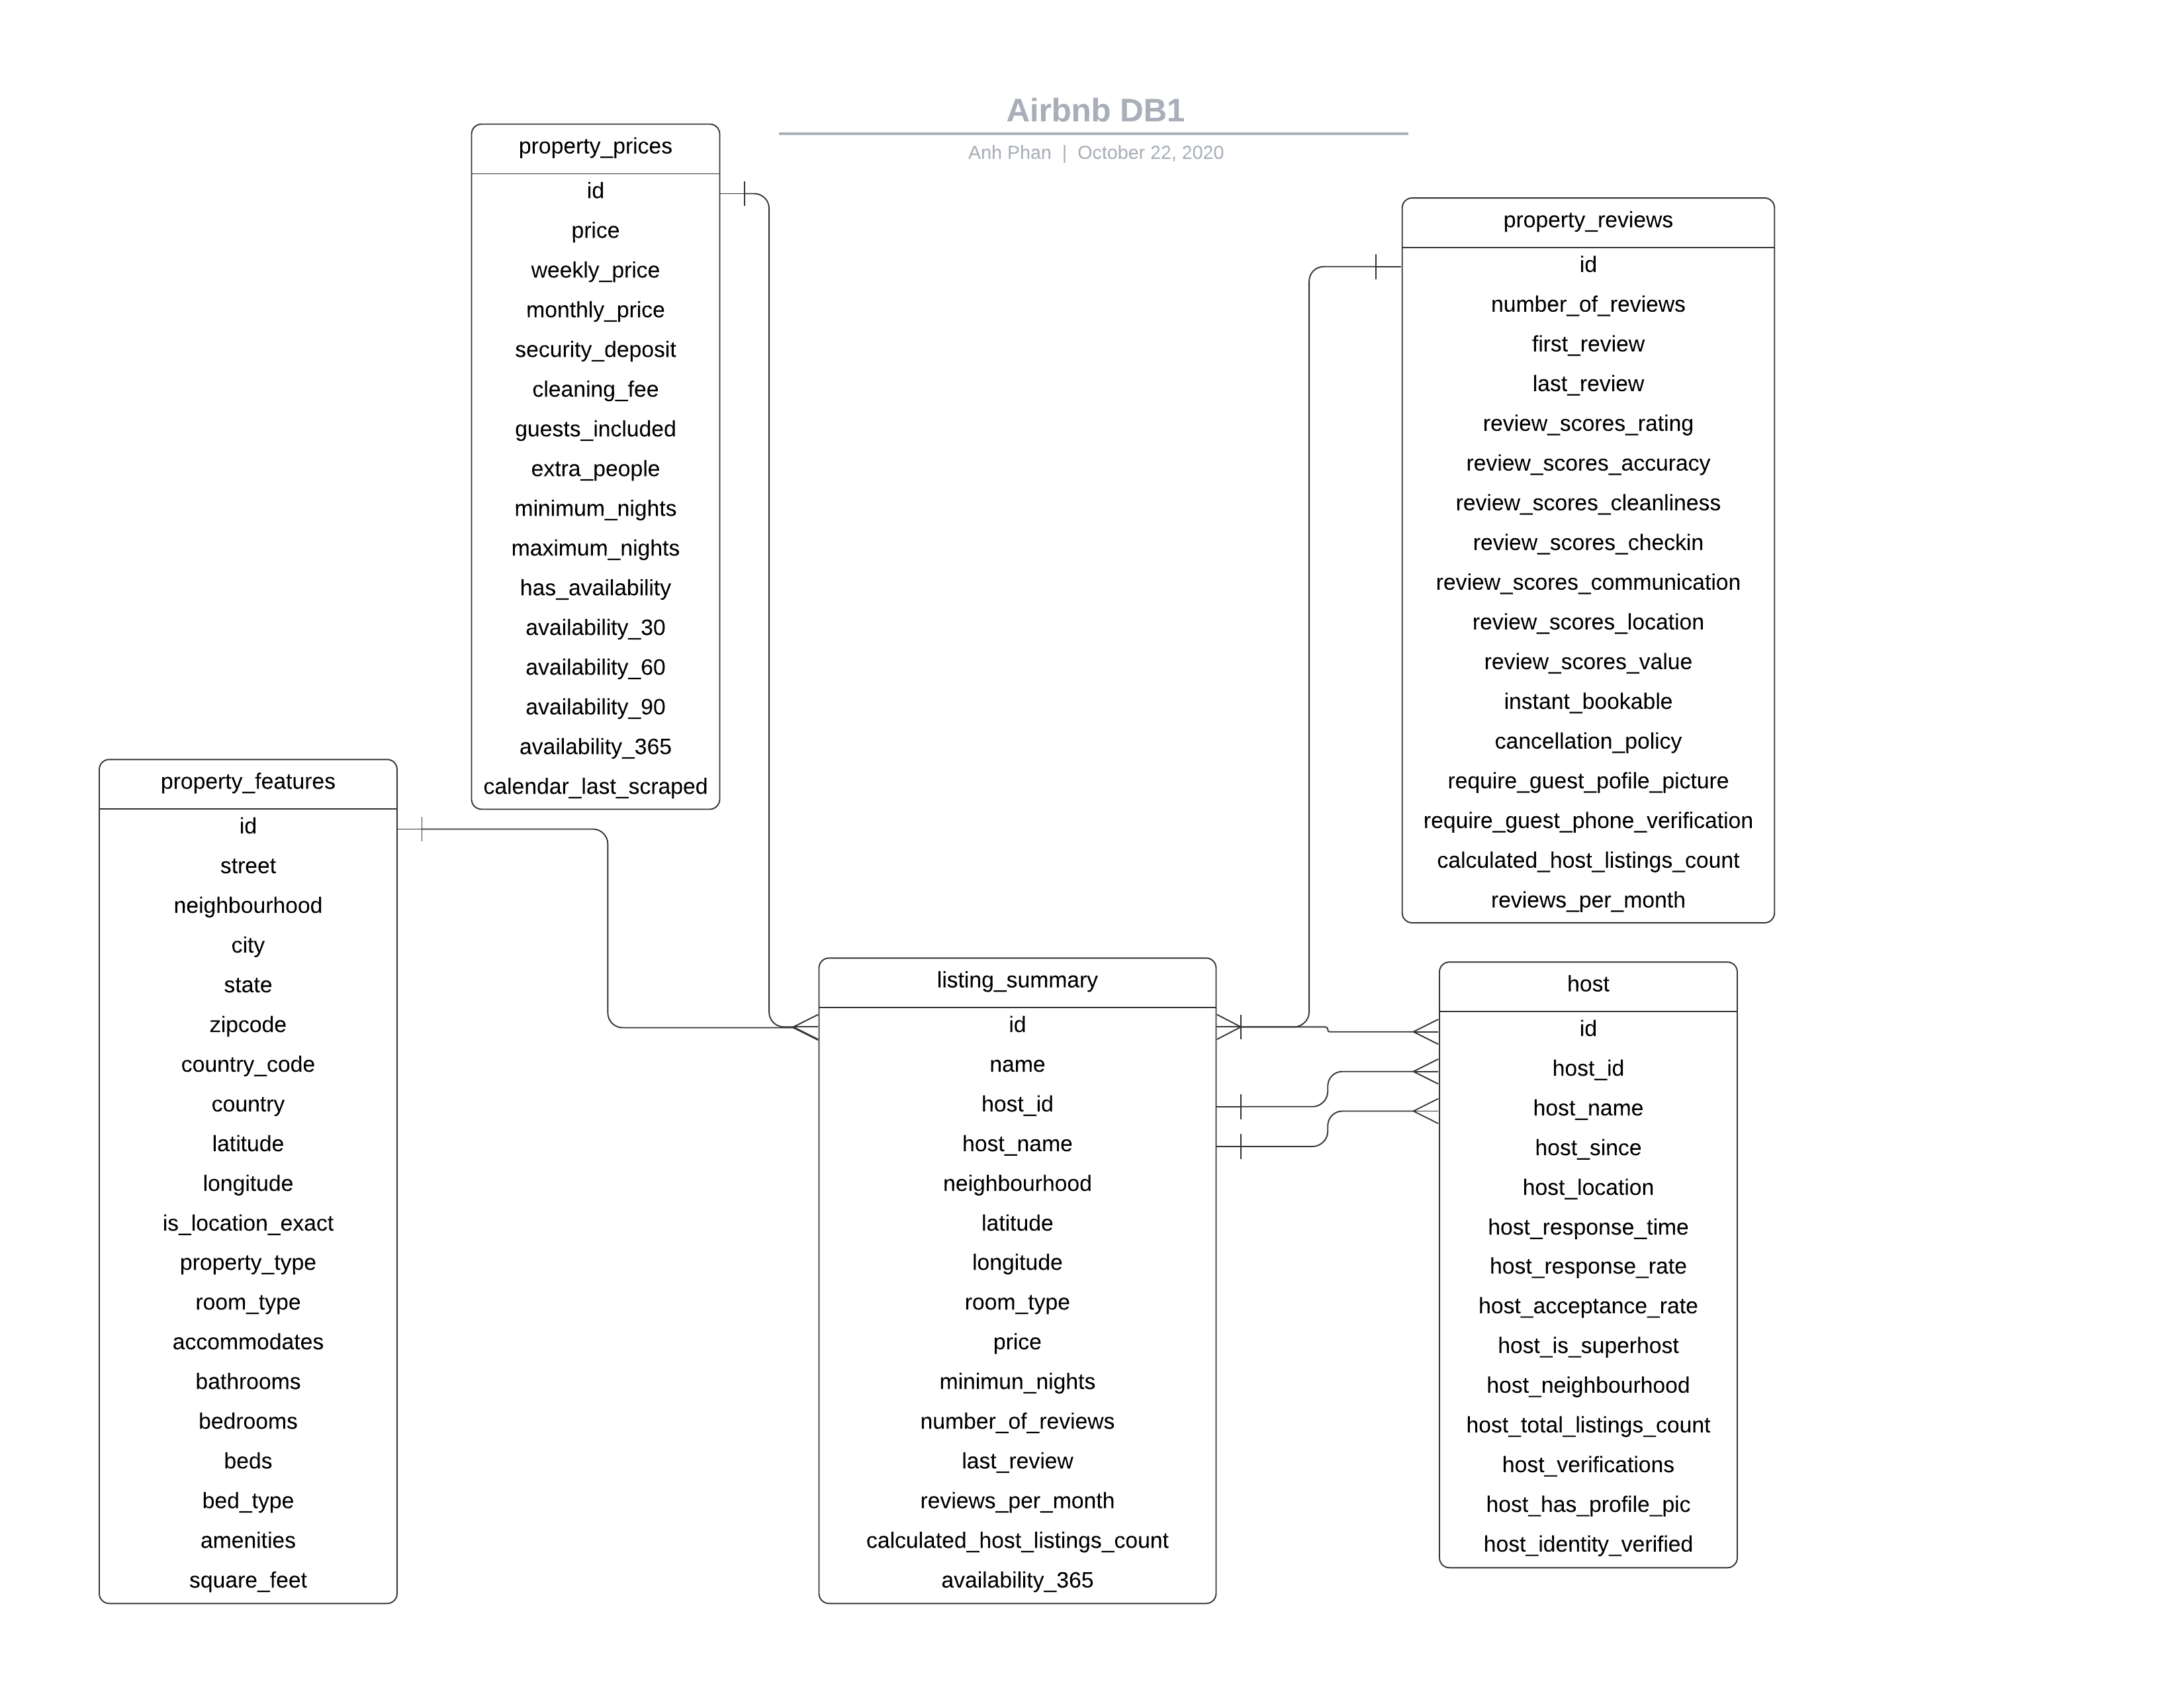 Airbnb DB1
Anh Phan | October 22, 2020
property_prices
id
price
weekly_price
monthly_price
security_deposit
cleaning_fee
guests_included
extra_people
minimum_nights
maximum_nights
has_availability
availability_30
availability_60
availability_90
availability_365
calendar_last_scraped
property_reviews
id
number_of_reviews
first_review
last_review
review_scores_rating
review_scores_accuracy
review_scores_cleanliness
review_scores_checkin
review_scores_communication
review_scores_location
review_scores_value
instant_bookable
cancellation_policy
require_guest_pofile_picture
require_guest_phone_verification
calculated_host_listings_count
reviews_per_month
property_features
id
street
neighbourhood
city
state
zipcode
country_code
country
latitude
longitude
is_location_exact
property_type
room_type
accommodates
bathrooms
bedrooms
beds
bed_type
amenities
square_feet
listing_summary
id
name
host_id
host_name
neighbourhood
latitude
longitude
room_type
price
minimun_nights
number_of_reviews
last_review
reviews_per_month
calculated_host_listings_count
availability_365
host
id
host_id
host_name
host_since
host_location
host_response_time
host_response_rate
host_acceptance_rate
host_is_superhost
host_neighbourhood
host_total_listings_count
host_verifications
host_has_profile_pic
host_identity_verified